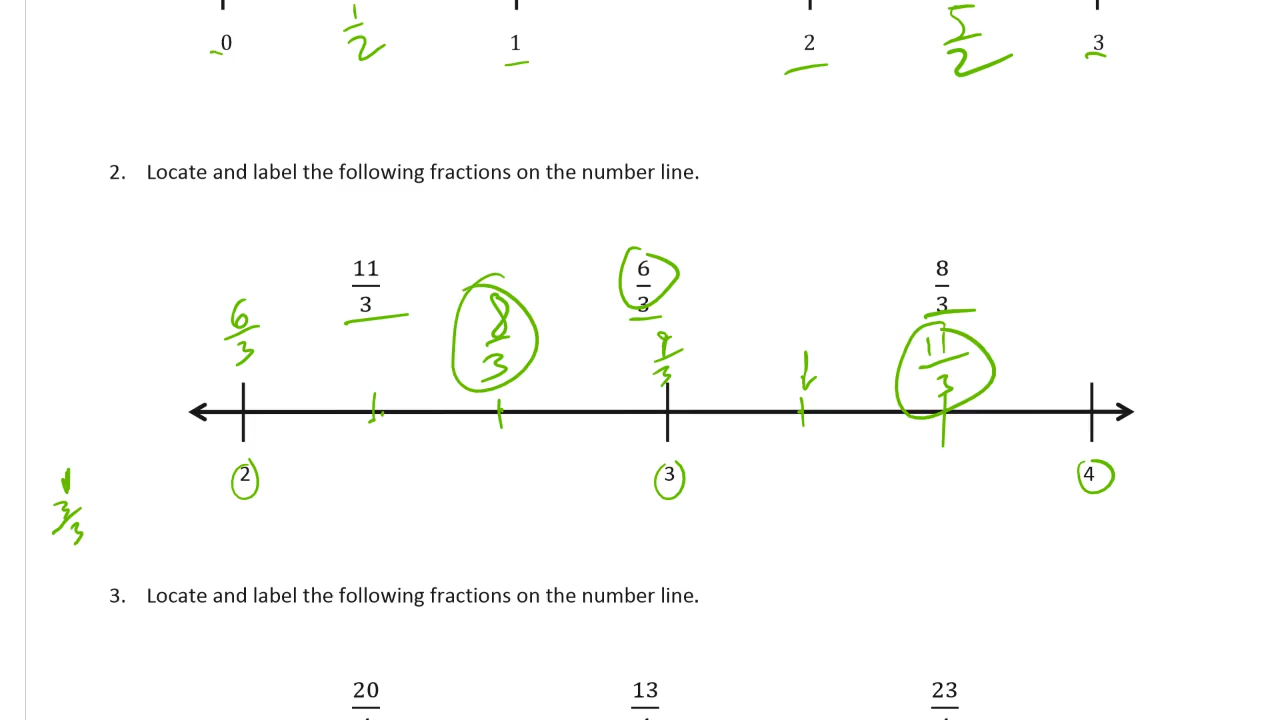 0 1/2 1 2 5/2 3
2. Locate and label the following fractions on the number line.
11/3 6/3 8/3
6/3 8/3 9/3 11/3
2 3 4
1
3/3
3. Locate and label the following fractions on the number line.
20 13 23